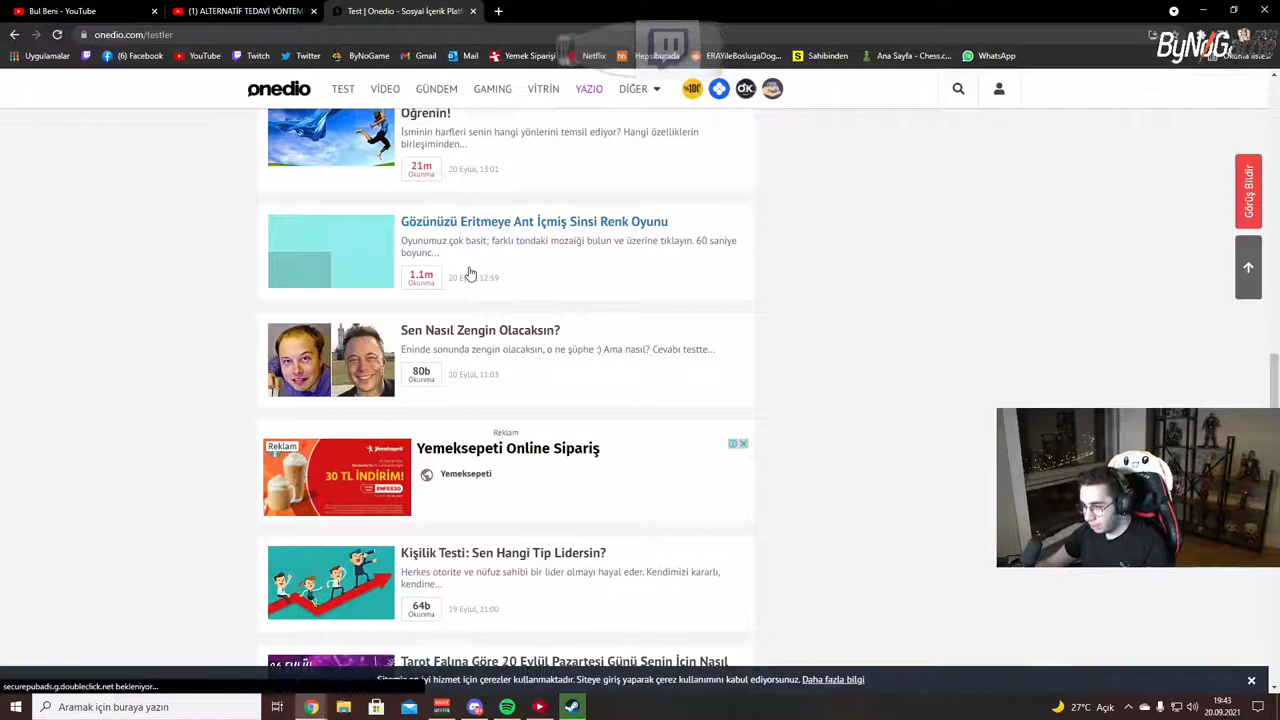 Bul Beni - YouTube
(1) ALTERNATİF TEDAVİ YÖNTEM
Test - Sosyal İçerik Platf
onedio.com/testler
Uygulamalar
(6) Facebook
YouTube
Twitch
ByNoGame
Gmail
Mail
Yemek Siparişi
Netflix
Hepsiburada
ERAYileBoslugaDog...
Sahibinden
Ana Sayfa - Chess.c...
WhatsApp
onedio
TEST
VİDEO
GÜNDEM
GAMING
VİTRİN
YAZIO
DİĞER
%100
OK
Öğrenin!
İsminin harfleri senin hangi yönlerini temsil ediyor? Hangi özelliklerin
birleşiminden...
21m
Okunma
20 Eylül, 13:01
Görüş Bildir
Gözünüzü Eritmeye Ant İçmiş Sinsi Renk Oyunu
Oyunumuz çok basit; farklı tondaki mozaiği bulun ve üzerine tıklayın. 60 saniye
boyunc...
1.1m
Okunma
Sen Nasıl Zengin Olacaksın?
Eninde sonunda zengin olacaksın, o ne şüphe :) Ama nasıl? Cevabı testte...
80b
Okunma
20 Eylül, 11:03
Reklam
Reklam
Yemeksepeti Online Sipariş
Yemeksepeti
30 TL İNDİRİM!
Kişilik Testi: Sen Hangi Tip Lidersin?
Herkes otorite ve nüfuz sahibi bir lider olmayı hayal eder. Kendimizi kararlı,
kendine...
64b
Okunma
19 Eylül, 21:00
Tarot Falına Göre 20 Eylül Pazartesi Günü Senin İçin Nasıl
Sitemiz en iyi hizmet için çerezler kullanmaktadır. Siteye giriş yaparak çerez kullanımını kabul ediyorsunuz. Daha fazla bilgi
securepubads.g.doubleclick.net bekleniyor...
Aramak için buraya yazın
27°C Açık
19:43
20.09.2021